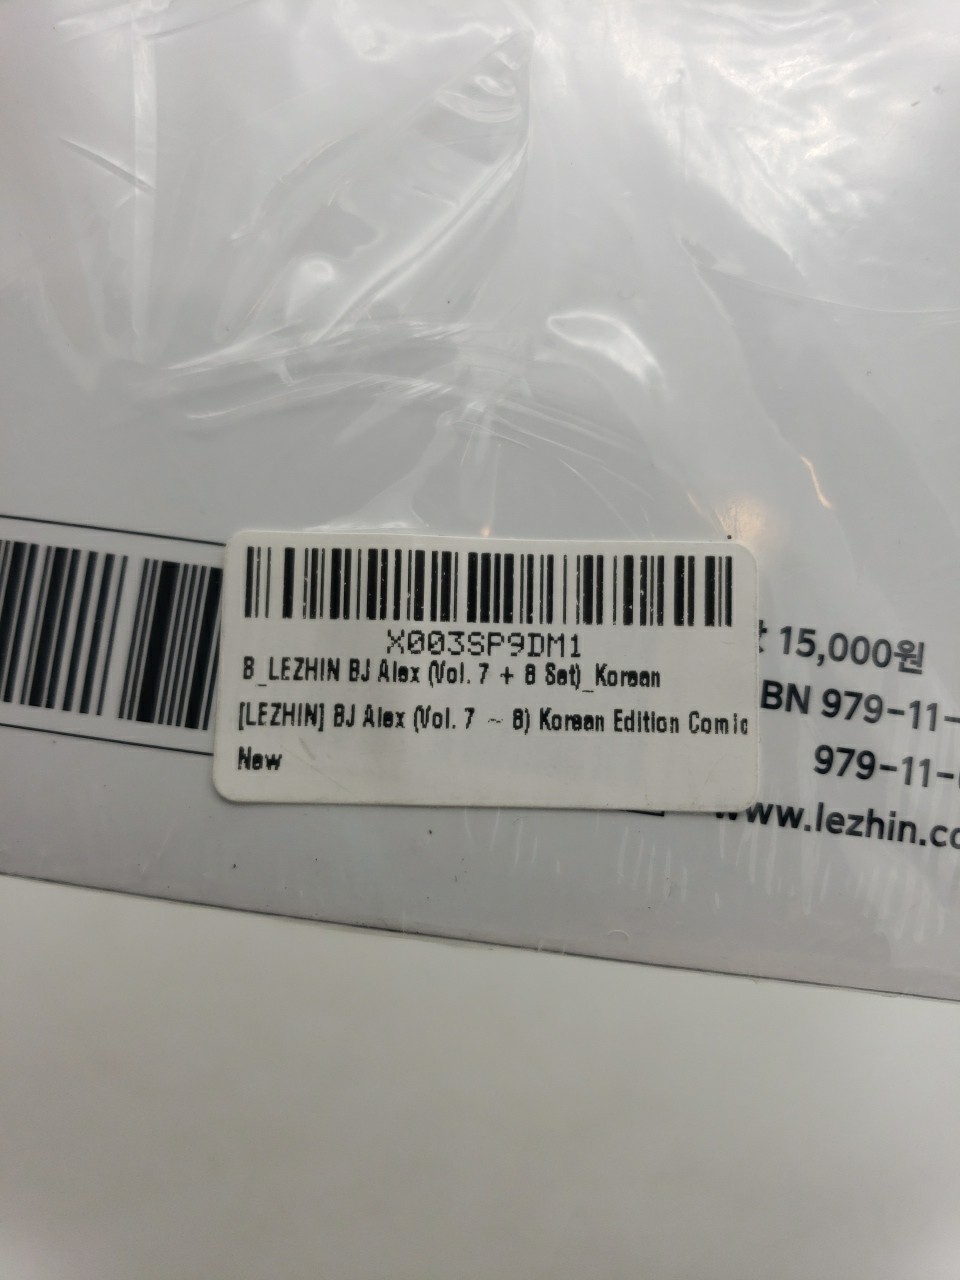 X003SP9DM1
B_LEZHIN BJ Alex (Vol. 7 + 8 Set)_Korean
[LEZHIN] BJ Alex (Vol. 7 ~ 8) Korean Edition Comic
New
15,000원
BN 979-11-
979-11-
www.lezhin.co